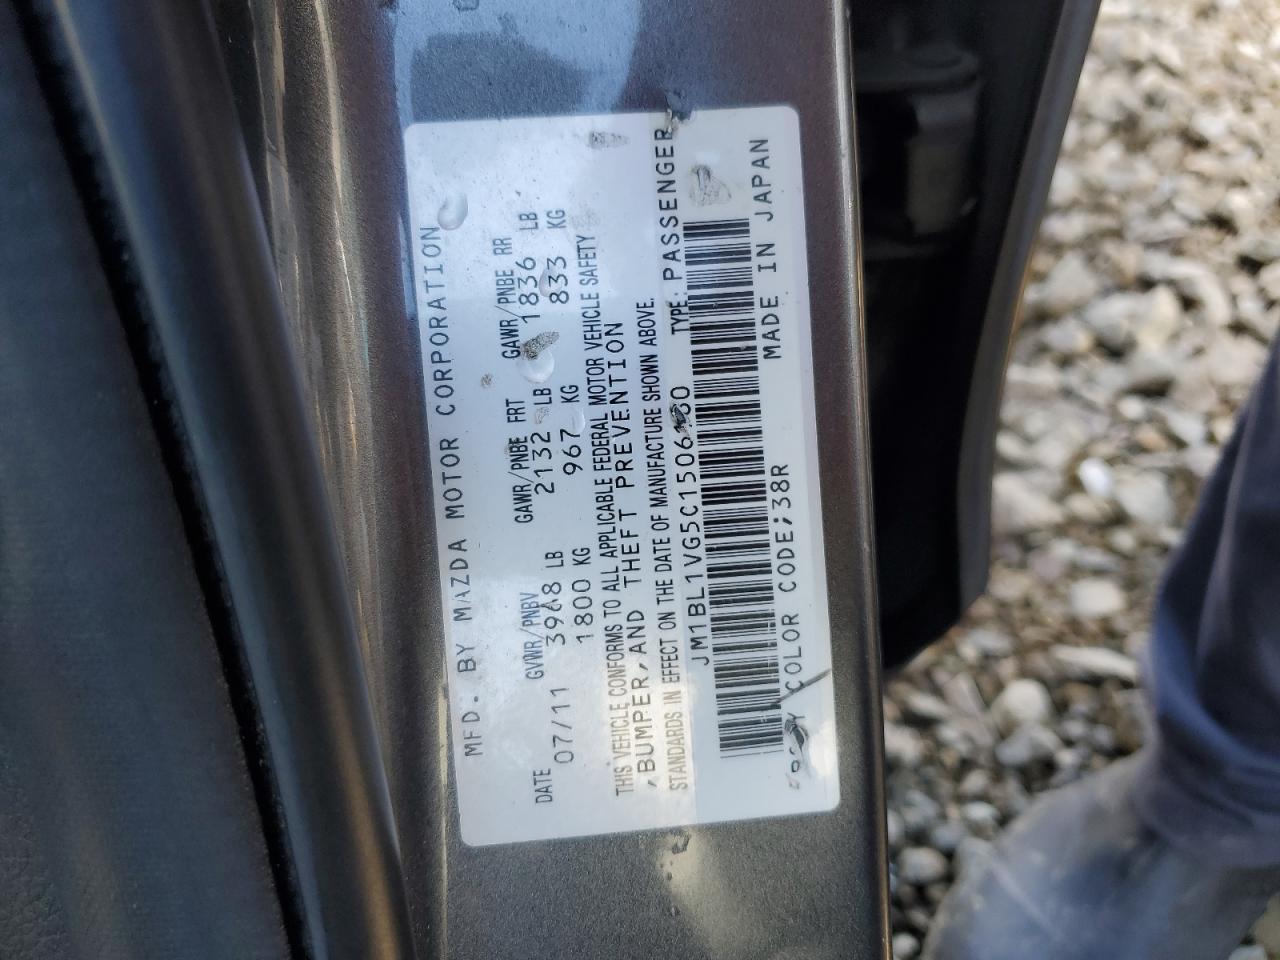 MFD. BY MAZDA MOTOR CORPORATION
DATE GVWR/PNBV GAWR/PNBE FRT GAWR/PNBE RR
07/11 3968 LB 2132 LB 1836 LB
1800 KG 967 KG 833 KG
THIS VEHICLE CONFORMS TO ALL APPLICABLE FEDERAL MOTOR VEHICLE SAFETY
,BUMPER,AND THEFT PREVENTION
STANDARDS IN EFFECT ON THE DATE OF MANUFACTURE SHOWN ABOVE.
TYPE: PASSENGER
COLOR CODE;38R
MADE IN JAPAN